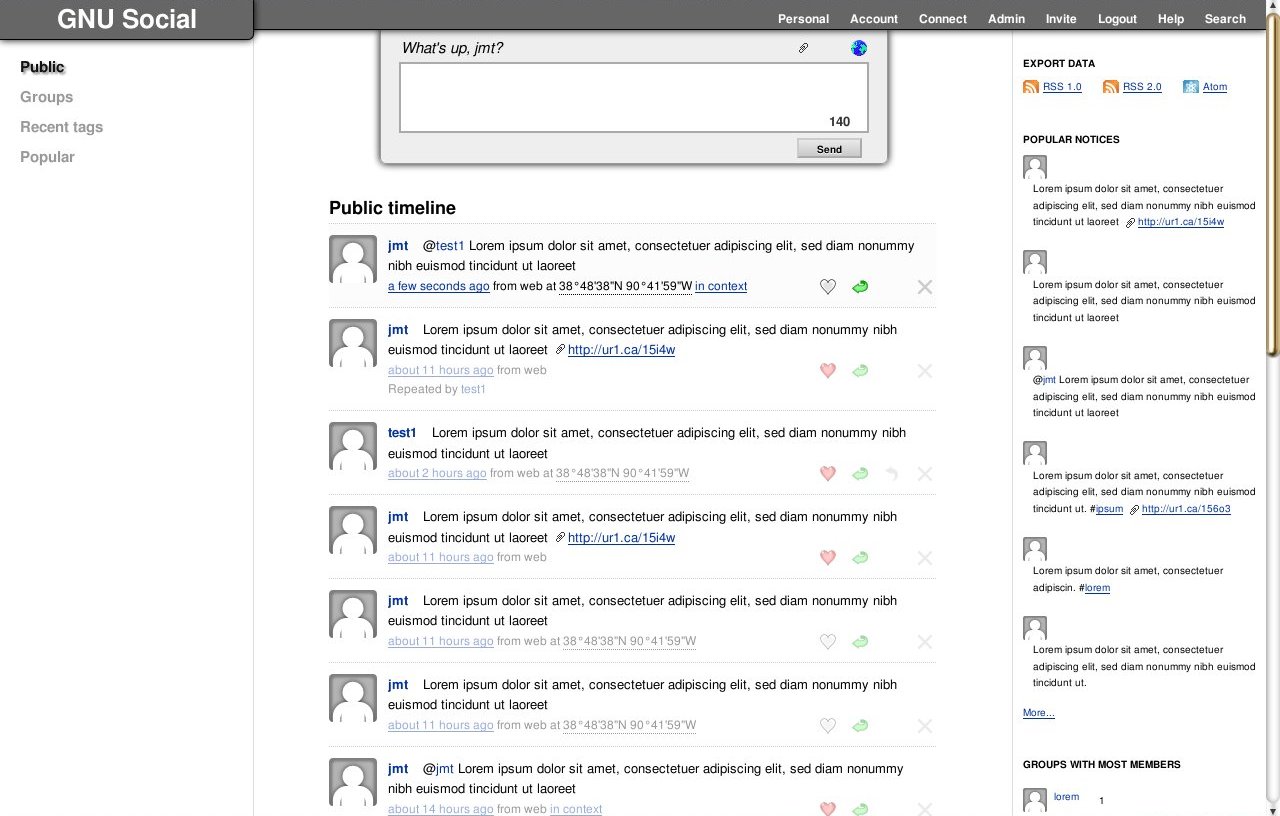 GNU Social
Personal Account Connect Admin Invite Logout Help Search
Public
Groups
Recent tags
Popular
What's up, jmt?
140
Send
Public timeline
jmt @test1 Lorem ipsum dolor sit amet, consectetuer adipiscing elit, sed diam nonummy
nibh euismod tincidunt ut laoreet
a few seconds ago from web at 38°48'38"N 90°41'59"W in context
jmt Lorem ipsum dolor sit amet, consectetuer adipiscing elit, sed diam nonummy nibh
euismod tincidunt ut laoreet http://ur1.ca/15i4w
about 11 hours ago from web
Repeated by test1
test1 Lorem ipsum dolor sit amet, consectetuer adipiscing elit, sed diam nonummy nibh
euismod tincidunt ut laoreet
about 2 hours ago from web at 38°48'38"N 90°41'59"W
jmt Lorem ipsum dolor sit amet, consectetuer adipiscing elit, sed diam nonummy nibh
euismod tincidunt ut laoreet http://ur1.ca/15i4w
about 11 hours ago from web
jmt Lorem ipsum dolor sit amet, consectetuer adipiscing elit, sed diam nonummy nibh
euismod tincidunt ut laoreet
about 11 hours ago from web at 38°48'38"N 90°41'59"W
jmt Lorem ipsum dolor sit amet, consectetuer adipiscing elit, sed diam nonummy nibh
euismod tincidunt ut laoreet
about 11 hours ago from web at 38°48'38"N 90°41'59"W
jmt @jmt Lorem ipsum dolor sit amet, consectetuer adipiscing elit, sed diam nonummy
nibh euismod tincidunt ut laoreet
about 14 hours ago from web in context
EXPORT DATA
RSS 1.0 RSS 2.0 Atom
POPULAR NOTICES
Lorem ipsum dolor sit amet, consectetuer
adipiscing elit, sed diam nonummy nibh euismod
tincidunt ut laoreet http://ur1.ca/15i4w
Lorem ipsum dolor sit amet, consectetuer
adipiscing elit, sed diam nonummy nibh euismod
tincidunt ut laoreet
@jmt Lorem ipsum dolor sit amet, consectetuer
adipiscing elit, sed diam nonummy nibh euismod
tincidunt ut laoreet
Lorem ipsum dolor sit amet, consectetuer
adipiscing elit, sed diam nonummy nibh euismod
tincidunt ut. #ipsum http://ur1.ca/156o3
Lorem ipsum dolor sit amet, consectetuer
adipiscin. #lorem
Lorem ipsum dolor sit amet, consectetuer
adipiscing elit, sed diam nonummy nibh euismod
tincidunt ut.
More...
GROUPS WITH MOST MEMBERS
lorem 1